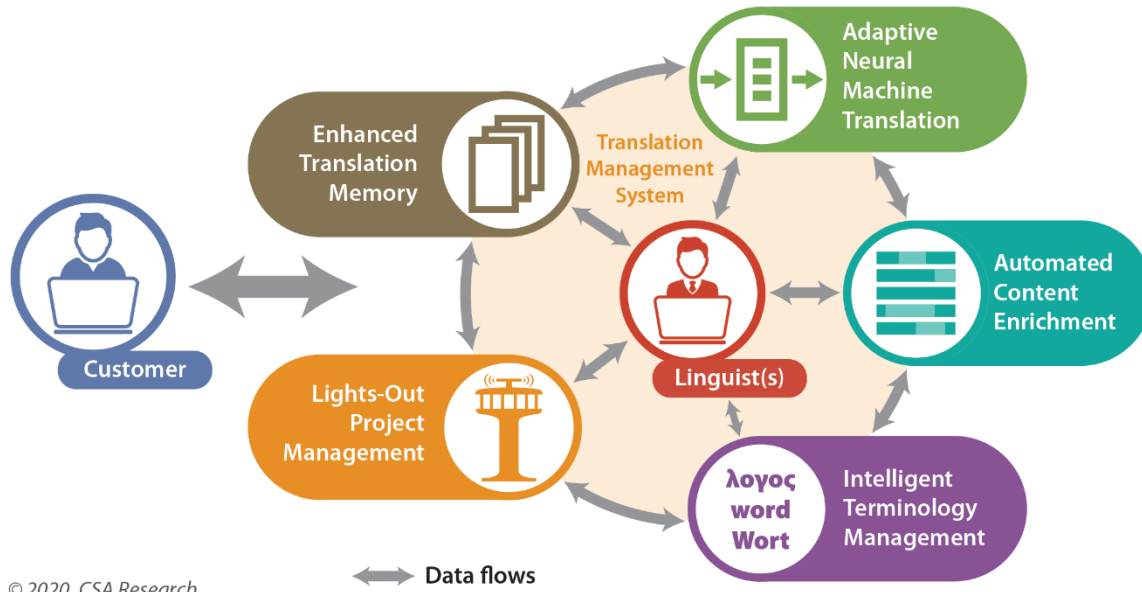 Adaptive
Neural
Machine
Translation
Enhanced
Translation
Memory
Translation
Management
System
Automated
Content
Enrichment
Customer
Linguist(s)
Lights-Out
Project
Management
λογος
word
Wort
Intelligent
Terminology
Management
Data flows
© 2020 CSA Research